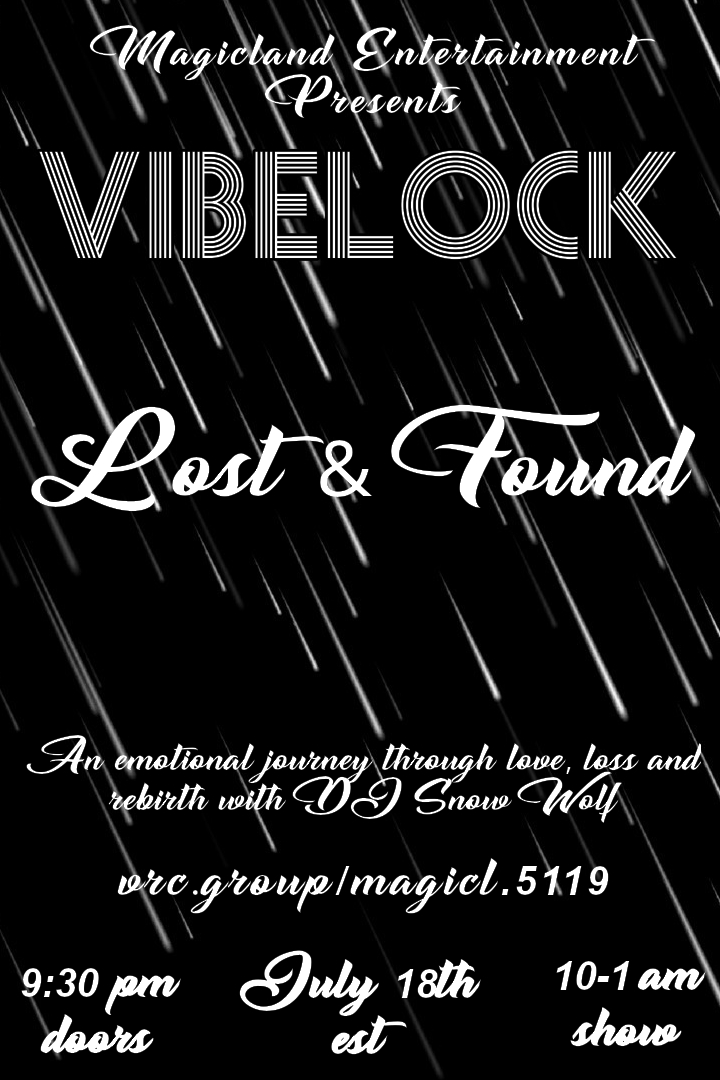 Magicland Entertainment
Presents
VIBELOCK
Lost & Found
An emotional journey through love, loss and
rebirth with DJ Snow Wolf
vrc.group/magicl.5119
9:30 pm
doors
July 18th
est
10-1 am
show